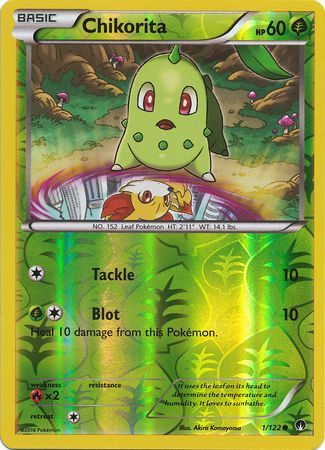 BASIC
Chikorita HP60
NO. 152 Leaf Pokémon HT: 2'11" WT: 14.1 lbs.
Tackle 10
Blot 10
Heal 10 damage from this Pokémon.
weakness resistance
×2
It uses the leaf on its head to
determine the temperature and
humidity. It loves to sunbathe.
retreat
©2016 Pokémon
Illus. Akira Komayama
1/122